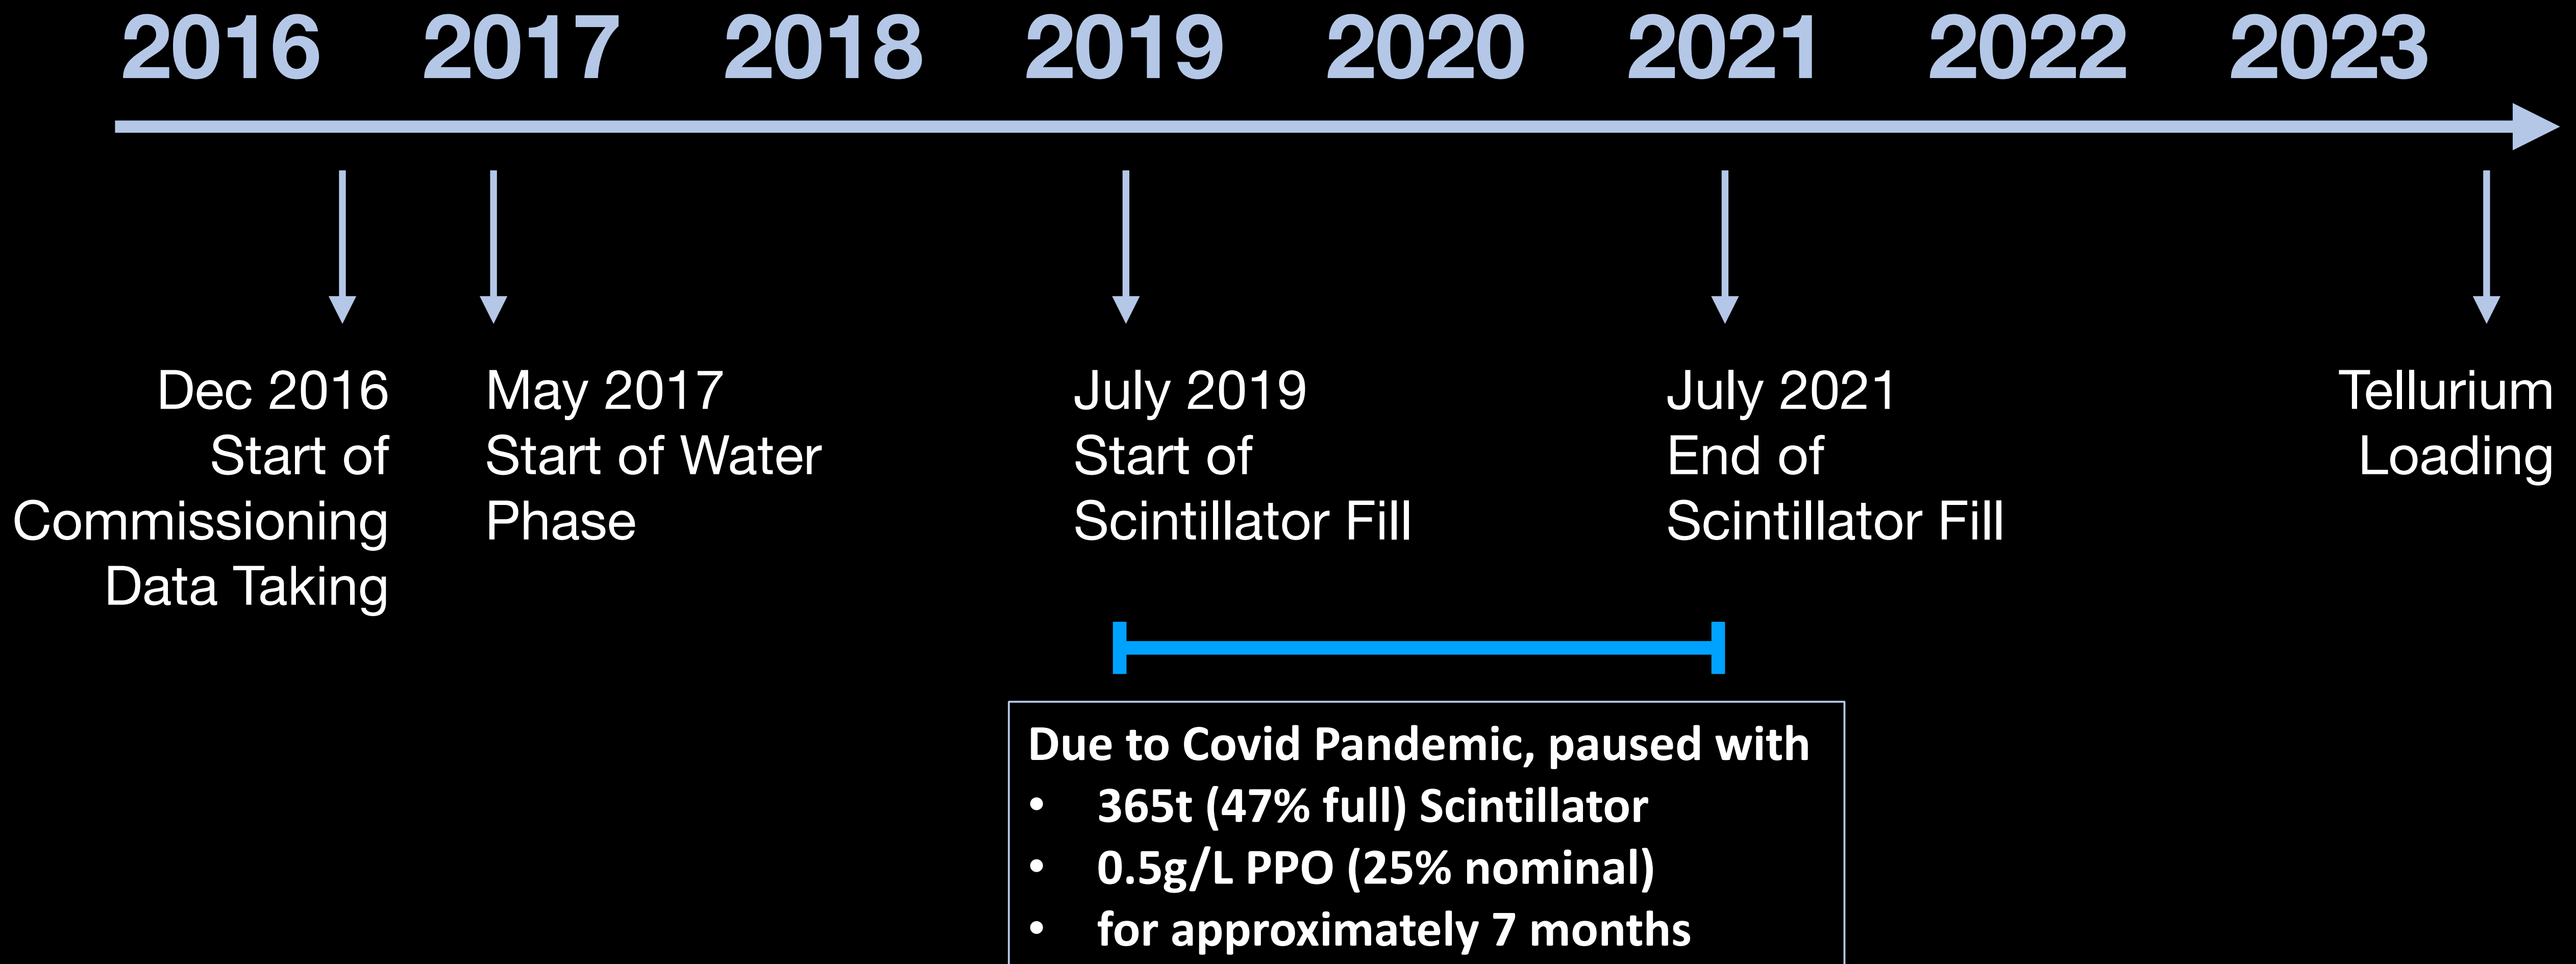 2016 2017 2018 2019 2020 2021 2022 2023
Dec 2016
Start of
Commissioning
Data Taking
May 2017
Start of Water
Phase
July 2019
Start of
Scintillator Fill
July 2021
End of
Scintillator Fill
Tellurium
Loading
Due to Covid Pandemic, paused with
• 365t (47% full) Scintillator
• 0.5g/L PPO (25% nominal)
• for approximately 7 months